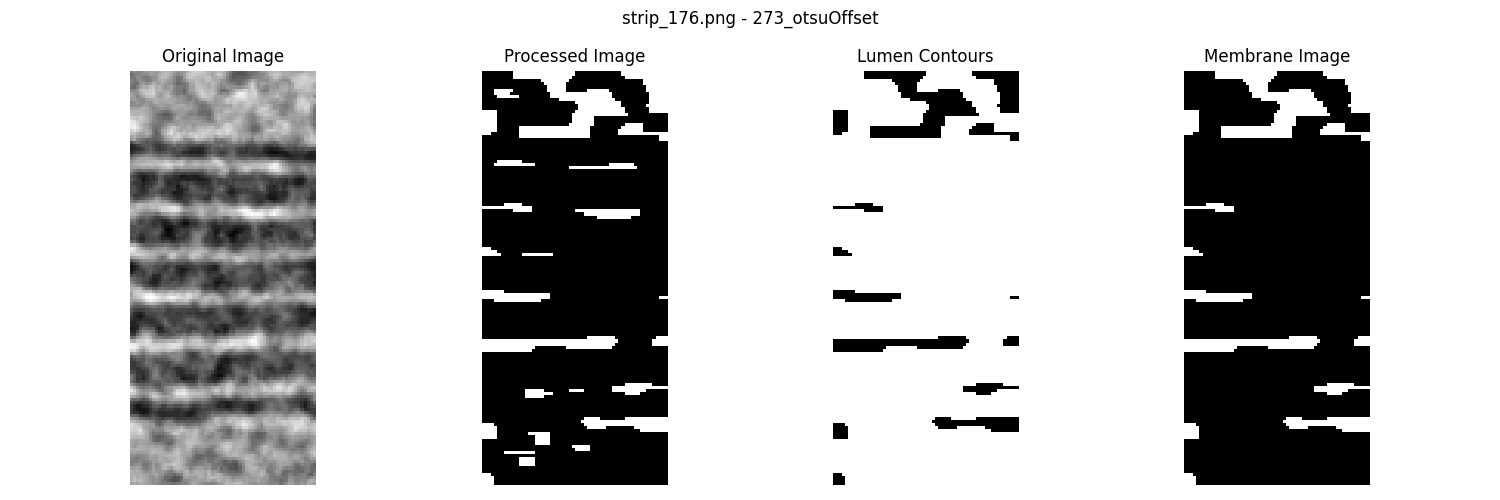 strip_176.png - 273_otsuOffset
Original Image
Processed Image
Lumen Contours
Membrane Image